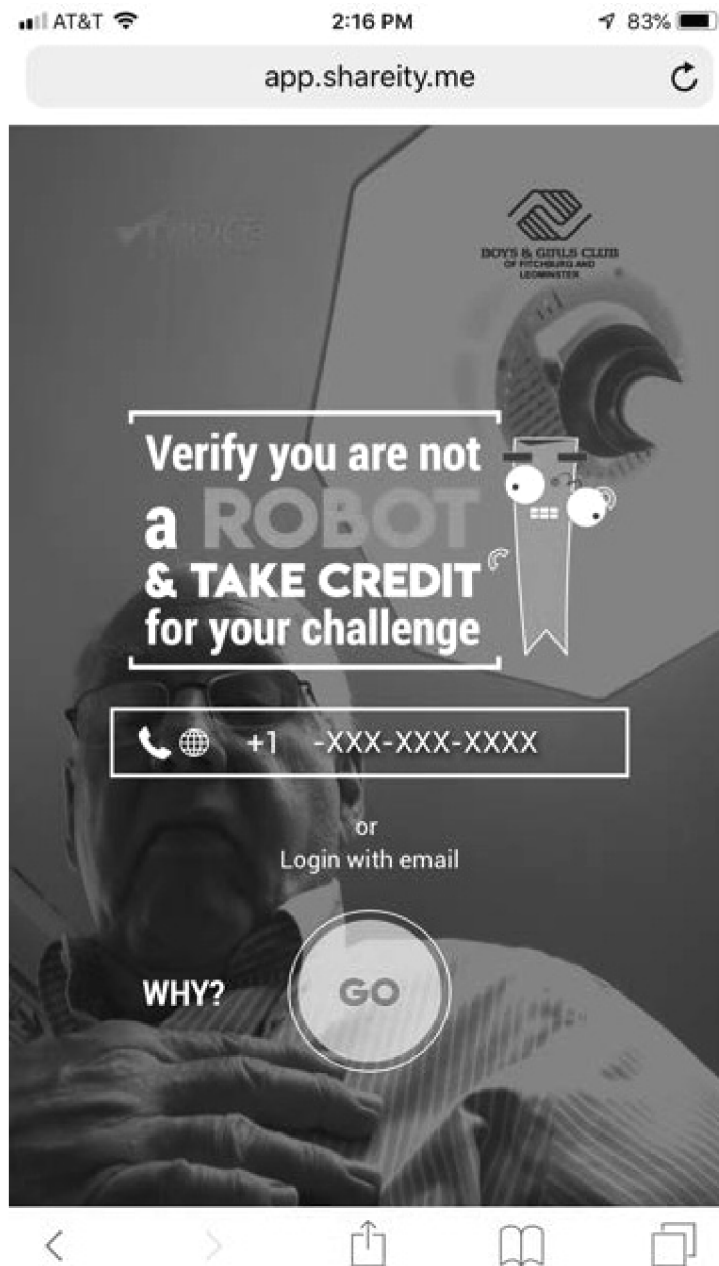 AT&T 2:16 PM 83%
app.shareity.me
BOYS & GIRLS CLUB
OF FITCHBURG AND
LEOMINSTER
Verify you are not
a ROBOT
& TAKE CREDIT
for your challenge
+1 -XXX-XXX-XXXX
or
Login with email
WHY?
GO